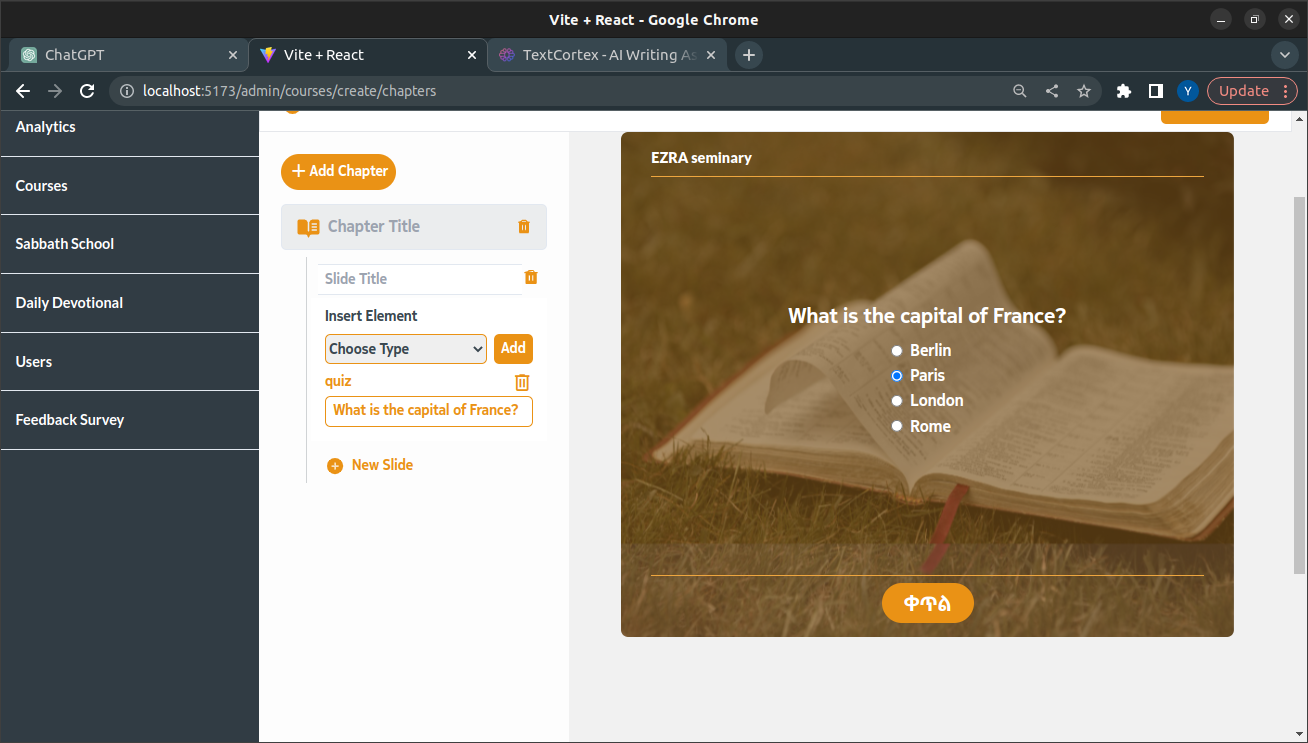 Vite + React - Google Chrome
ChatGPT
Vite + React
TextCortex - AI Writing As
localhost:5173/admin/courses/create/chapters
Y
Update
Analytics
Courses
Sabbath School
Daily Devotional
Users
Feedback Survey
Add Chapter
Chapter Title
Slide Title
Insert Element
Choose Type
Add
quiz
What is the capital of France?
New Slide
EZRA seminary
What is the capital of France?
Berlin
Paris
London
Rome
ቀጥል